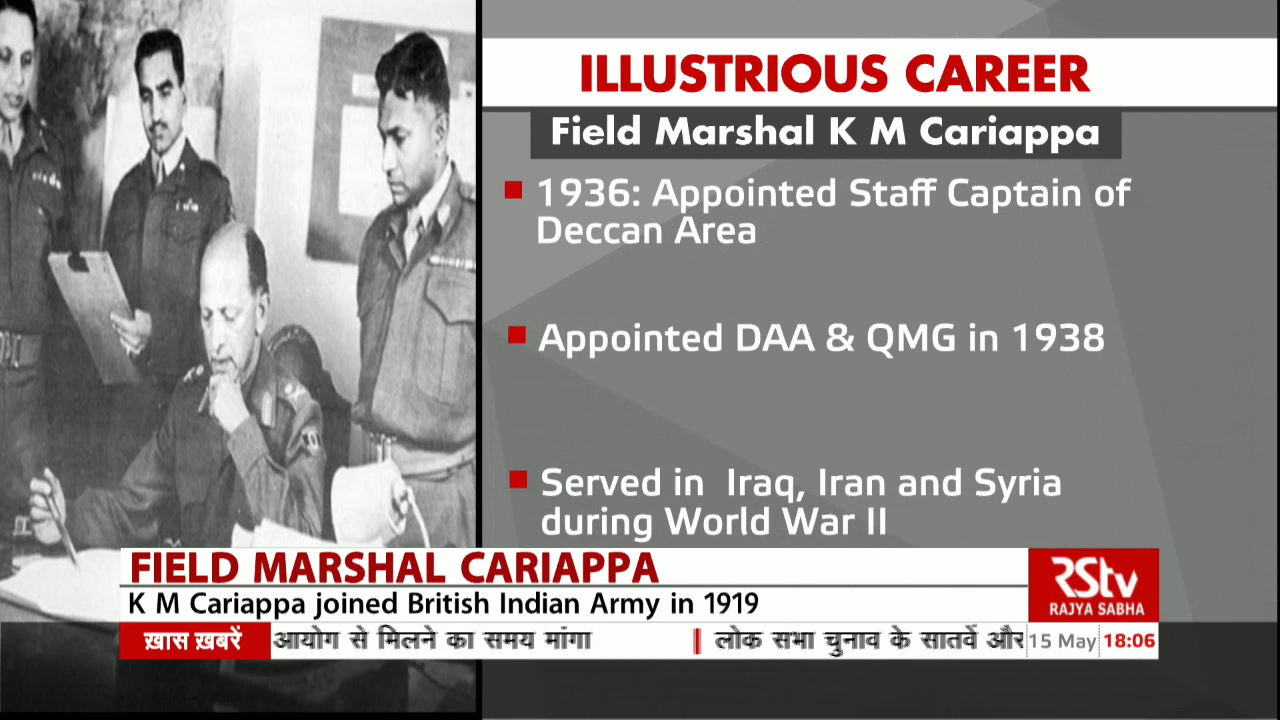 ILLUSTRIOUS CAREER
Field Marshal K M Cariappa
1936: Appointed Staff Captain of
Deccan Area
Appointed DAA & QMG in 1938
Served in Iraq, Iran and Syria
during World War II
FIELD MARSHAL CARIAPPA
K M Cariappa joined British Indian Army in 1919
RStv
RAJYA SABHA
ख़ास ख़बरें आयोग से मिलने का समय मांगा | लोक सभा चुनाव के सातवें और 15 May 18:06